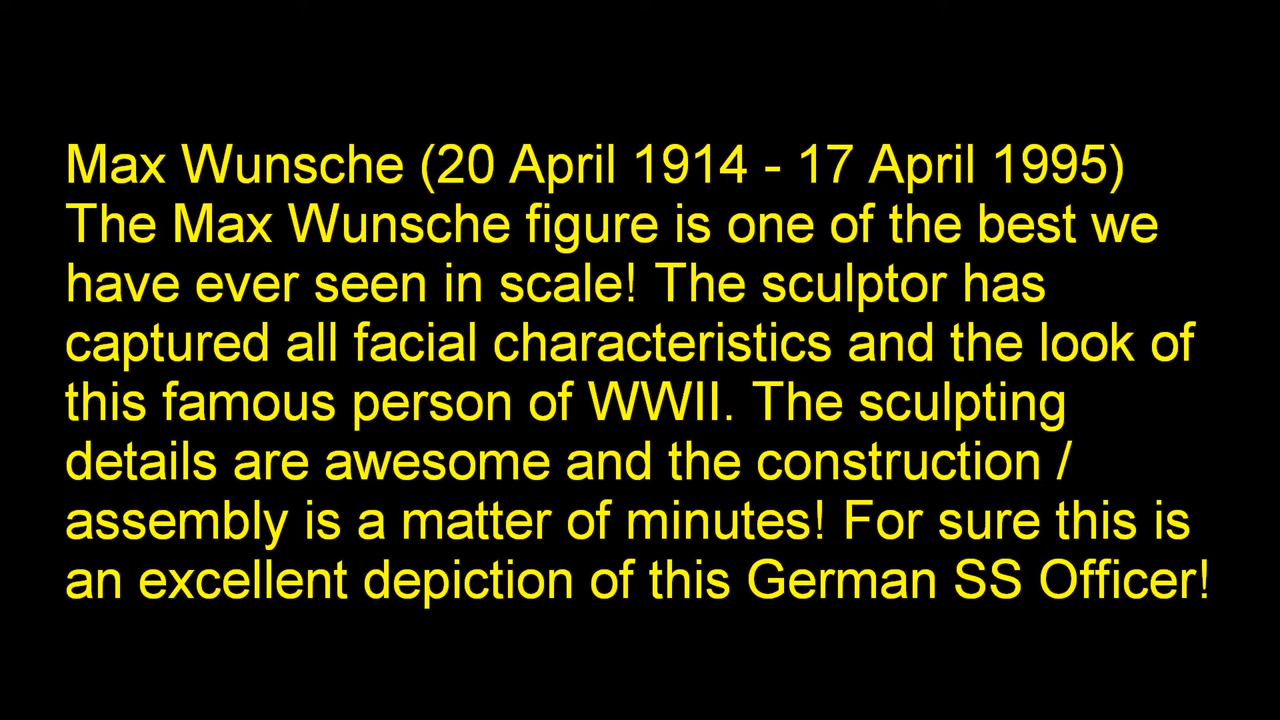 Max Wunsche (20 April 1914 - 17 April 1995)
The Max Wunsche figure is one of the best we
have ever seen in scale! The sculptor has
captured all facial characteristics and the look of
this famous person of WWII. The sculpting
details are awesome and the construction /
assembly is a matter of minutes! For sure this is
an excellent depiction of this German SS Officer!